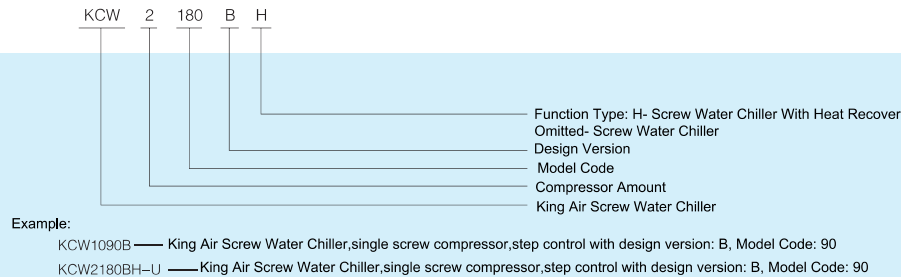 KCW 2 180 B H
Function Type: H- Screw Water Chiller With Heat Recover
Omitted- Screw Water Chiller
Design Version
Model Code
Compressor Amount
King Air Screw Water Chiller
Example:
KCW1090B — King Air Screw Water Chiller,single screw compressor,step control with design version: B, Model Code: 90
KCW2180BH-U — King Air Screw Water Chiller,single screw compressor,step control with design version: B, Model Code: 90